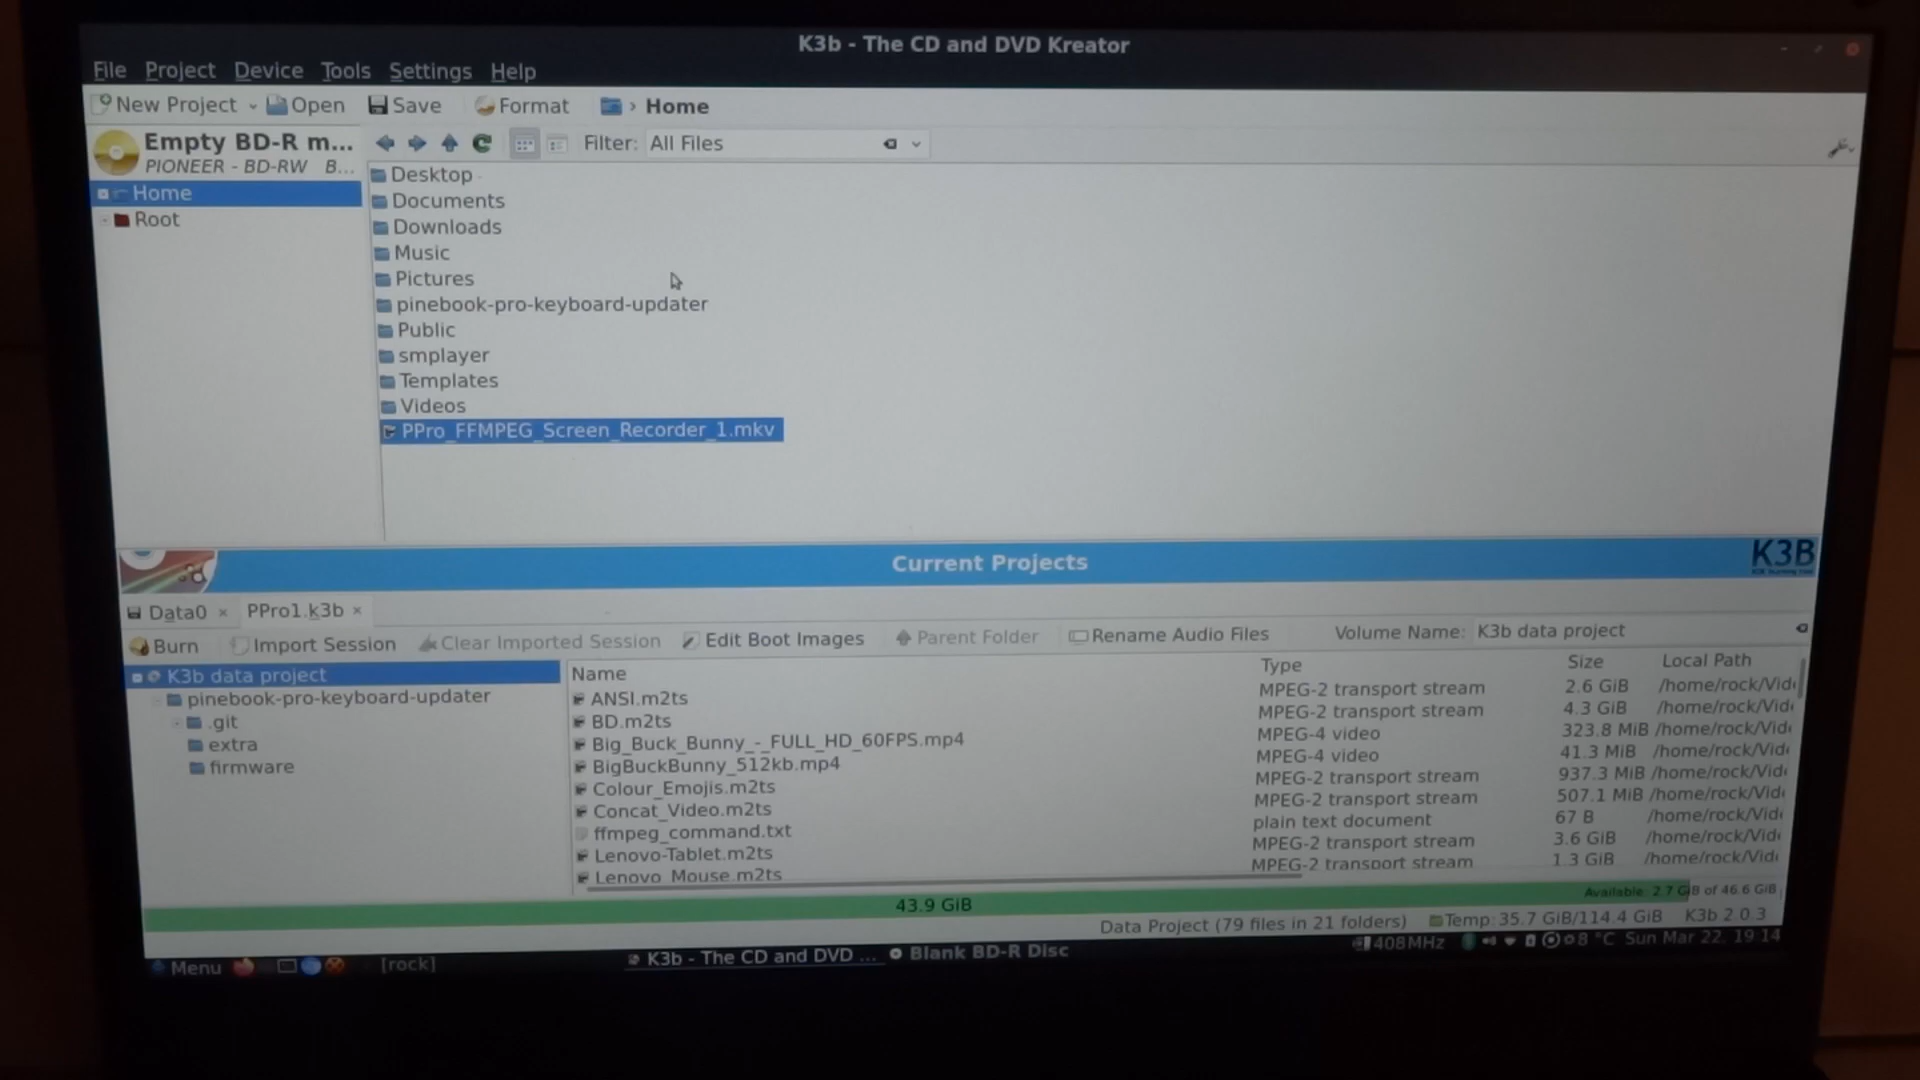 K3b - The CD and DVD Kreator
File Project Device Tools Settings Help
New Project Open Save Format › Home
Empty BD-R m...
PIONEER - BD-RW B...
Filter: All Files
Home
Root
Desktop
Documents
Downloads
Music
Pictures
pinebook-pro-keyboard-updater
Public
smplayer
Templates
Videos
PPro_FFMPEG_Screen_Recorder_1.mkv
Current Projects
K3B
Data0 × PPro1.k3b ×
Burn Import Session Clear Imported Session Edit Boot Images Parent Folder Rename Audio Files Volume Name: K3b data project
K3b data project
pinebook-pro-keyboard-updater
.git
extra
firmware
Name Type Size Local Path
ANSI.m2ts MPEG-2 transport stream 2.6 GiB /home/rock/Vid
BD.m2ts MPEG-2 transport stream 4.3 GiB /home/rock/Vid
Big_Buck_Bunny_-_FULL_HD_60FPS.mp4 MPEG-4 video 323.8 MiB /home/rock/Vid
BigBuckBunny_512kb.mp4 MPEG-4 video 41.3 MiB /home/rock/Vid
Colour_Emojis.m2ts MPEG-2 transport stream 937.3 MiB /home/rock/Vid
Concat_Video.m2ts MPEG-2 transport stream 507.1 MiB /home/rock/Vid
ffmpeg_command.txt plain text document 67 B /home/rock/Vid
Lenovo-Tablet.m2ts MPEG-2 transport stream 3.6 GiB /home/rock/Vid
Lenovo_Mouse.m2ts MPEG-2 transport stream 1.3 GiB /home/rock/Vid
43.9 GiB Available: 2.7 GiB of 46.6 GiB
Data Project (79 files in 21 folders) Temp: 35.7 GiB/114.4 GiB K3b 2.0.3
Menu [rock] K3b - The CD and DVD ... Blank BD-R Disc 408MHz 8 °C Sun Mar 22, 19:14